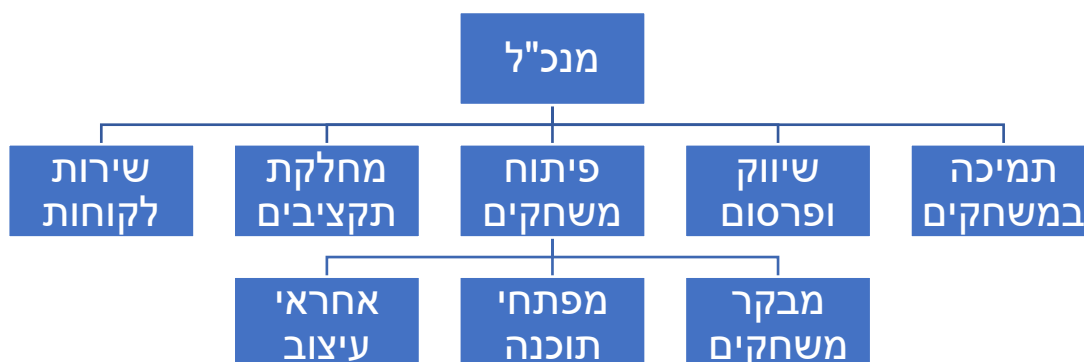 מנכ"ל
תמיכה
במשחקים
שיווק
ופרסום
פיתוח
משחקים
מחלקת
תקציבים
שירות
לקוחות
מבקר
משחקים
מפתחי
תוכנה
אחראי
עיצוב